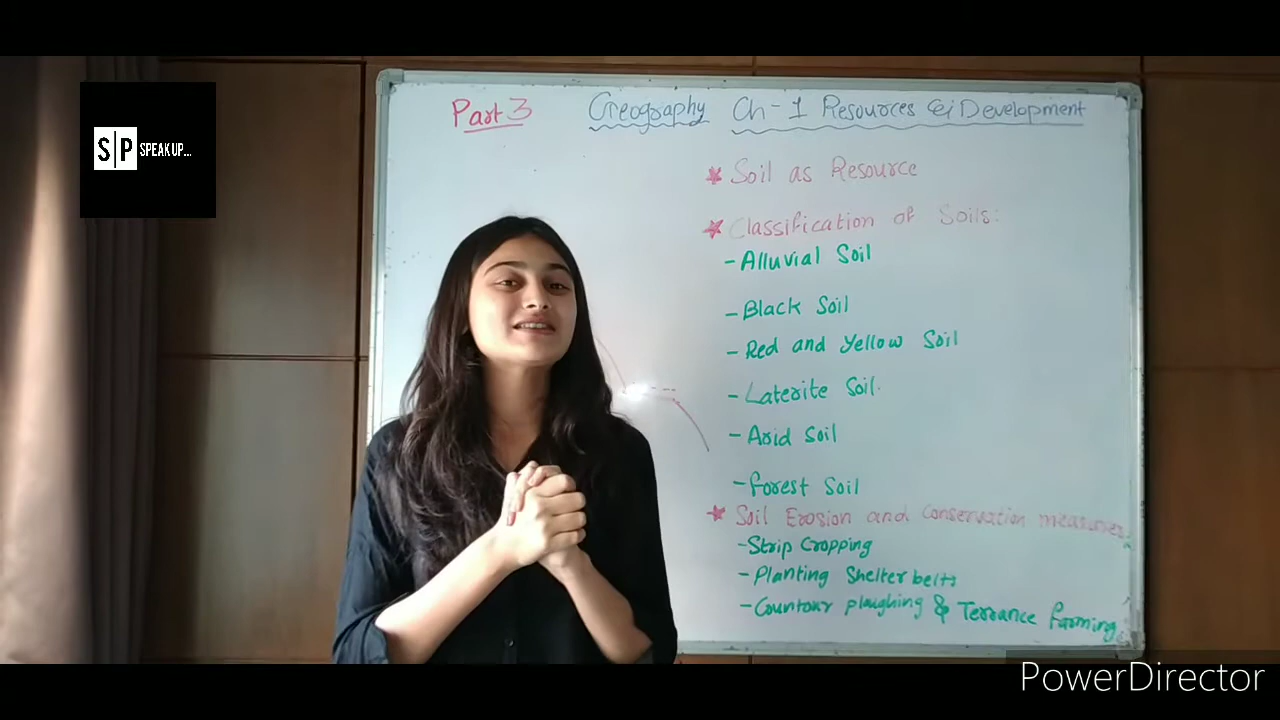 S|P SPEAK UP...
Part 3 Geography Ch-1 Resources & Development
* Soil as Resource
* Classification of Soils:
- Alluvial Soil
- Black Soil
- Red and Yellow Soil
- Laterite Soil.
- Arid Soil
- Forest Soil
* Soil Erosion and Conservation measures
- Strip Cropping
- Planting Shelter belts
- Countour ploughing & Terrance farming
PowerDirector